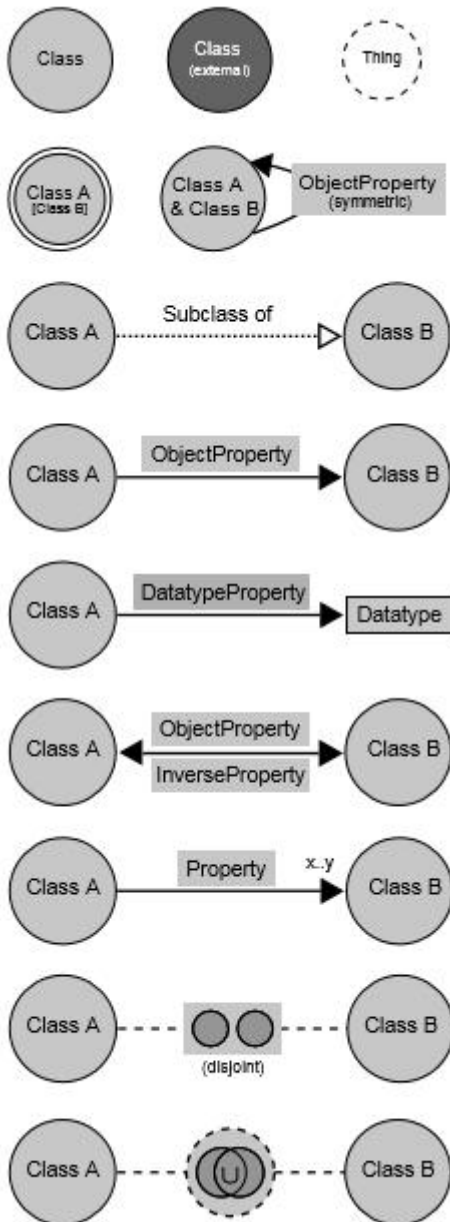 Class
Class
(external)
Thing
Class A
[Class B]
Class A
& Class B
ObjectProperty
(symmetric)
Class A
Subclass of
Class B
Class A
ObjectProperty
Class B
Class A
DatatypeProperty
Datatype
Class A
ObjectProperty
InverseProperty
Class B
Class A
Property
x..y
Class B
Class A
(disjoint)
Class B
Class A
U
Class B